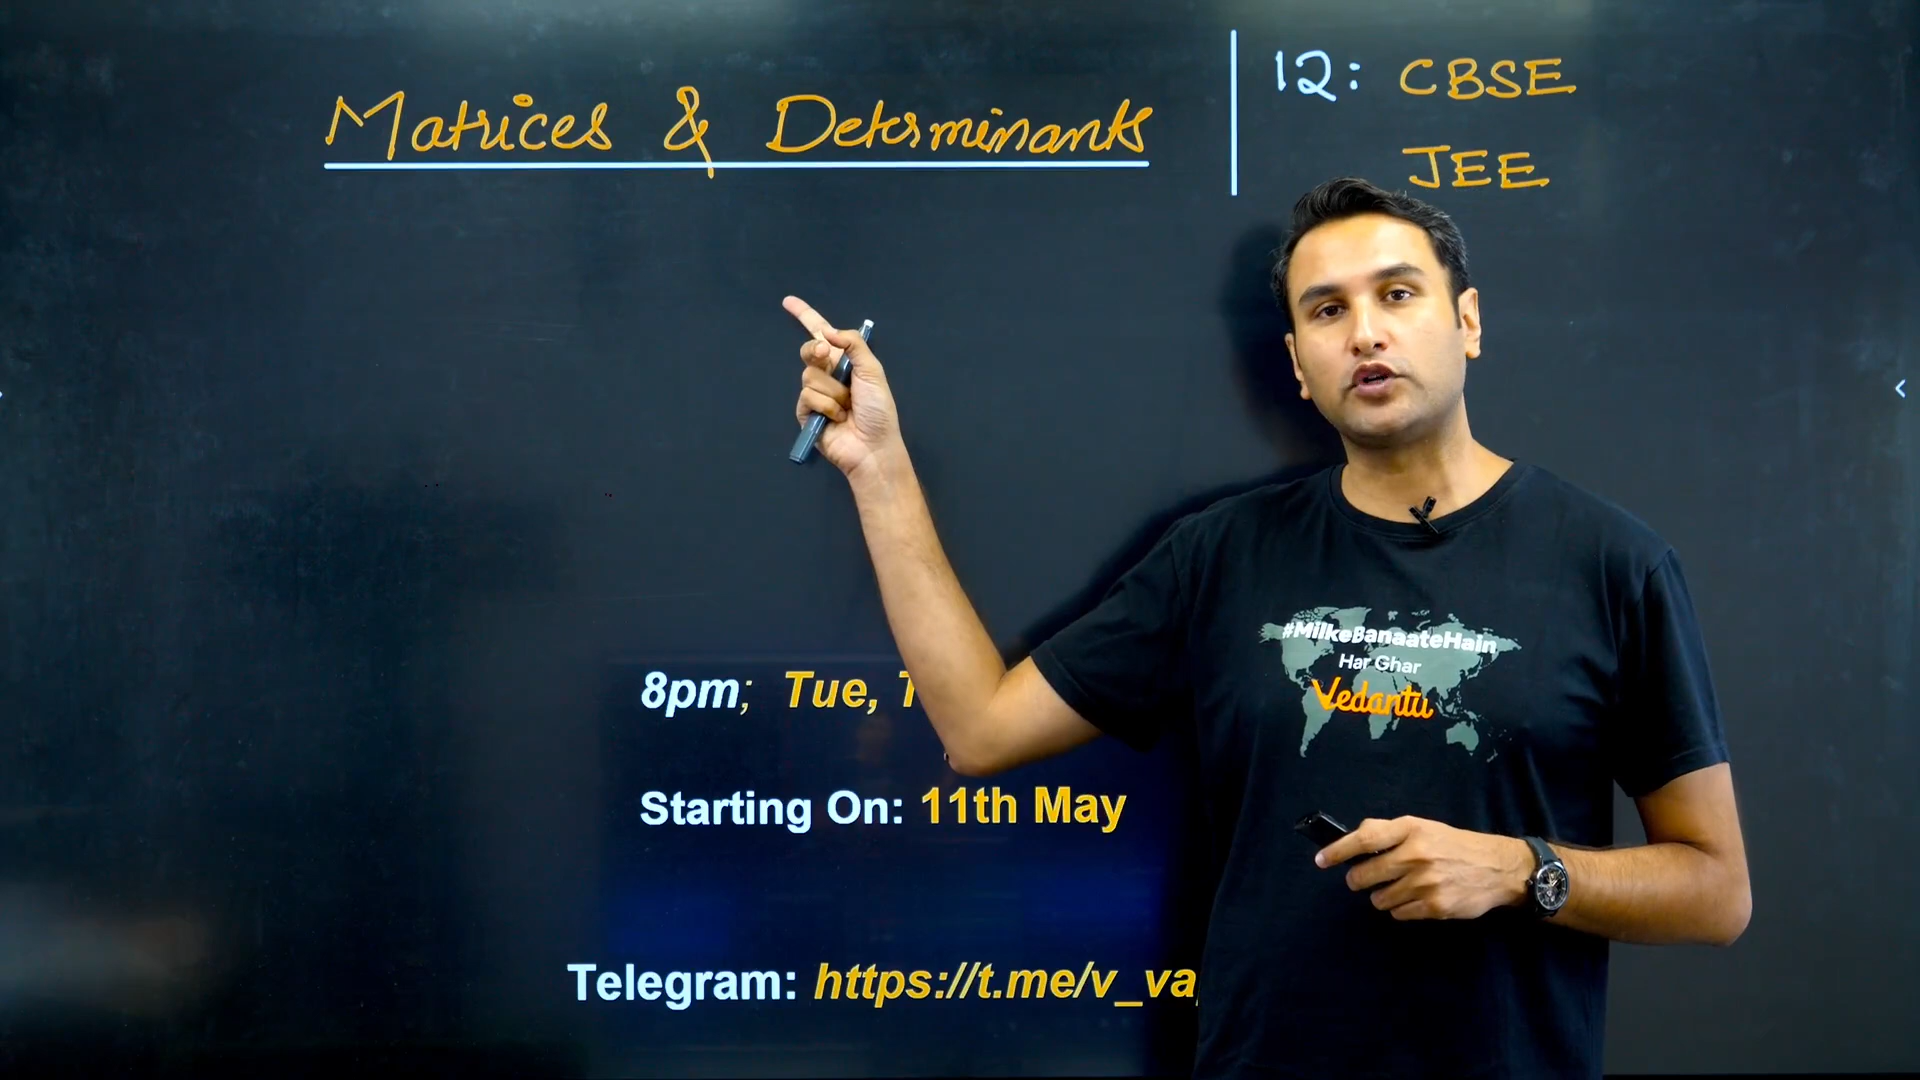 Matrices & Determinants
12: CBSE
JEE
8pm; Tue, T
Starting On: 11th May
Telegram: https://t.me/v_va
#MilkeBanaateHain
Har Ghar
Vedantu